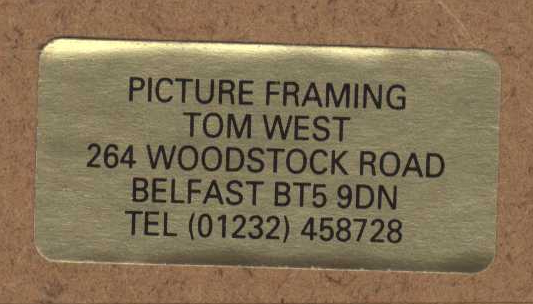 PICTURE FRAMING
TOM WEST
264 WOODSTOCK ROAD
BELFAST BT5 9DN
TEL (01232) 458728